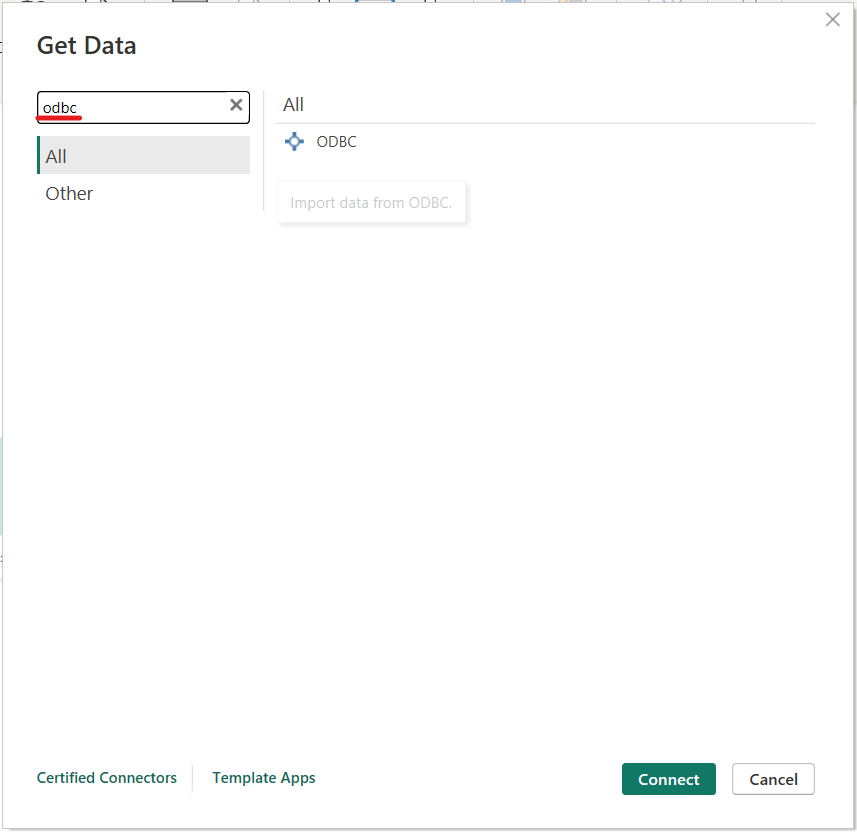 Get Data
odbc
All
Other
All
ODBC
Import data from ODBC.
Certified Connectors
Template Apps
Connect
Cancel